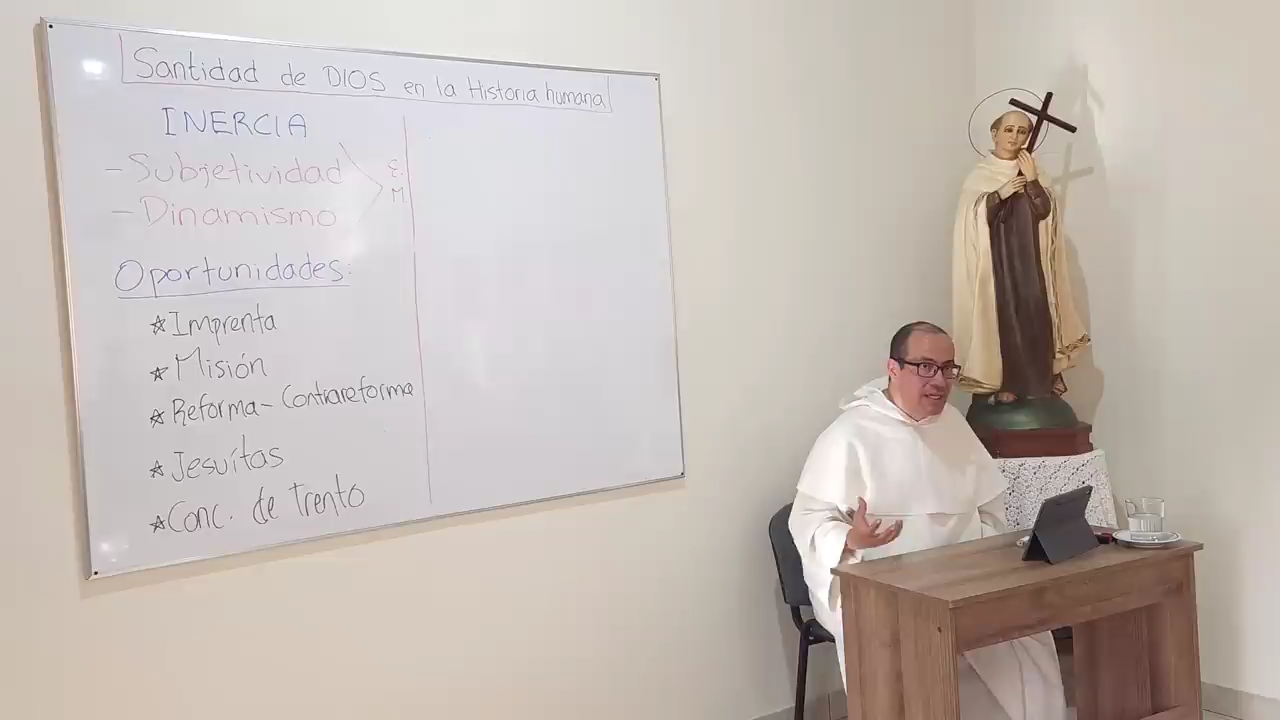 Santidad de DIOS en la Historia humana
INERCIA
- Subjetividad
- Dinamismo
E.
M.
Oportunidades:
☆ Imprenta
☆ Misión
☆ Reforma - Contrareforma
☆ Jesuítas
☆ Conc. de Trento